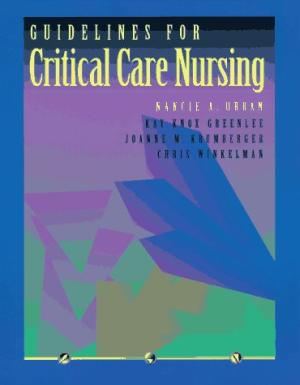 GUIDELINES FOR
Critical Care Nursing
NANCIE A. URBAN
KAY KNOX GREENLEE
JOANNE M. KRUMBERGER
CHRIS WINKELMAN